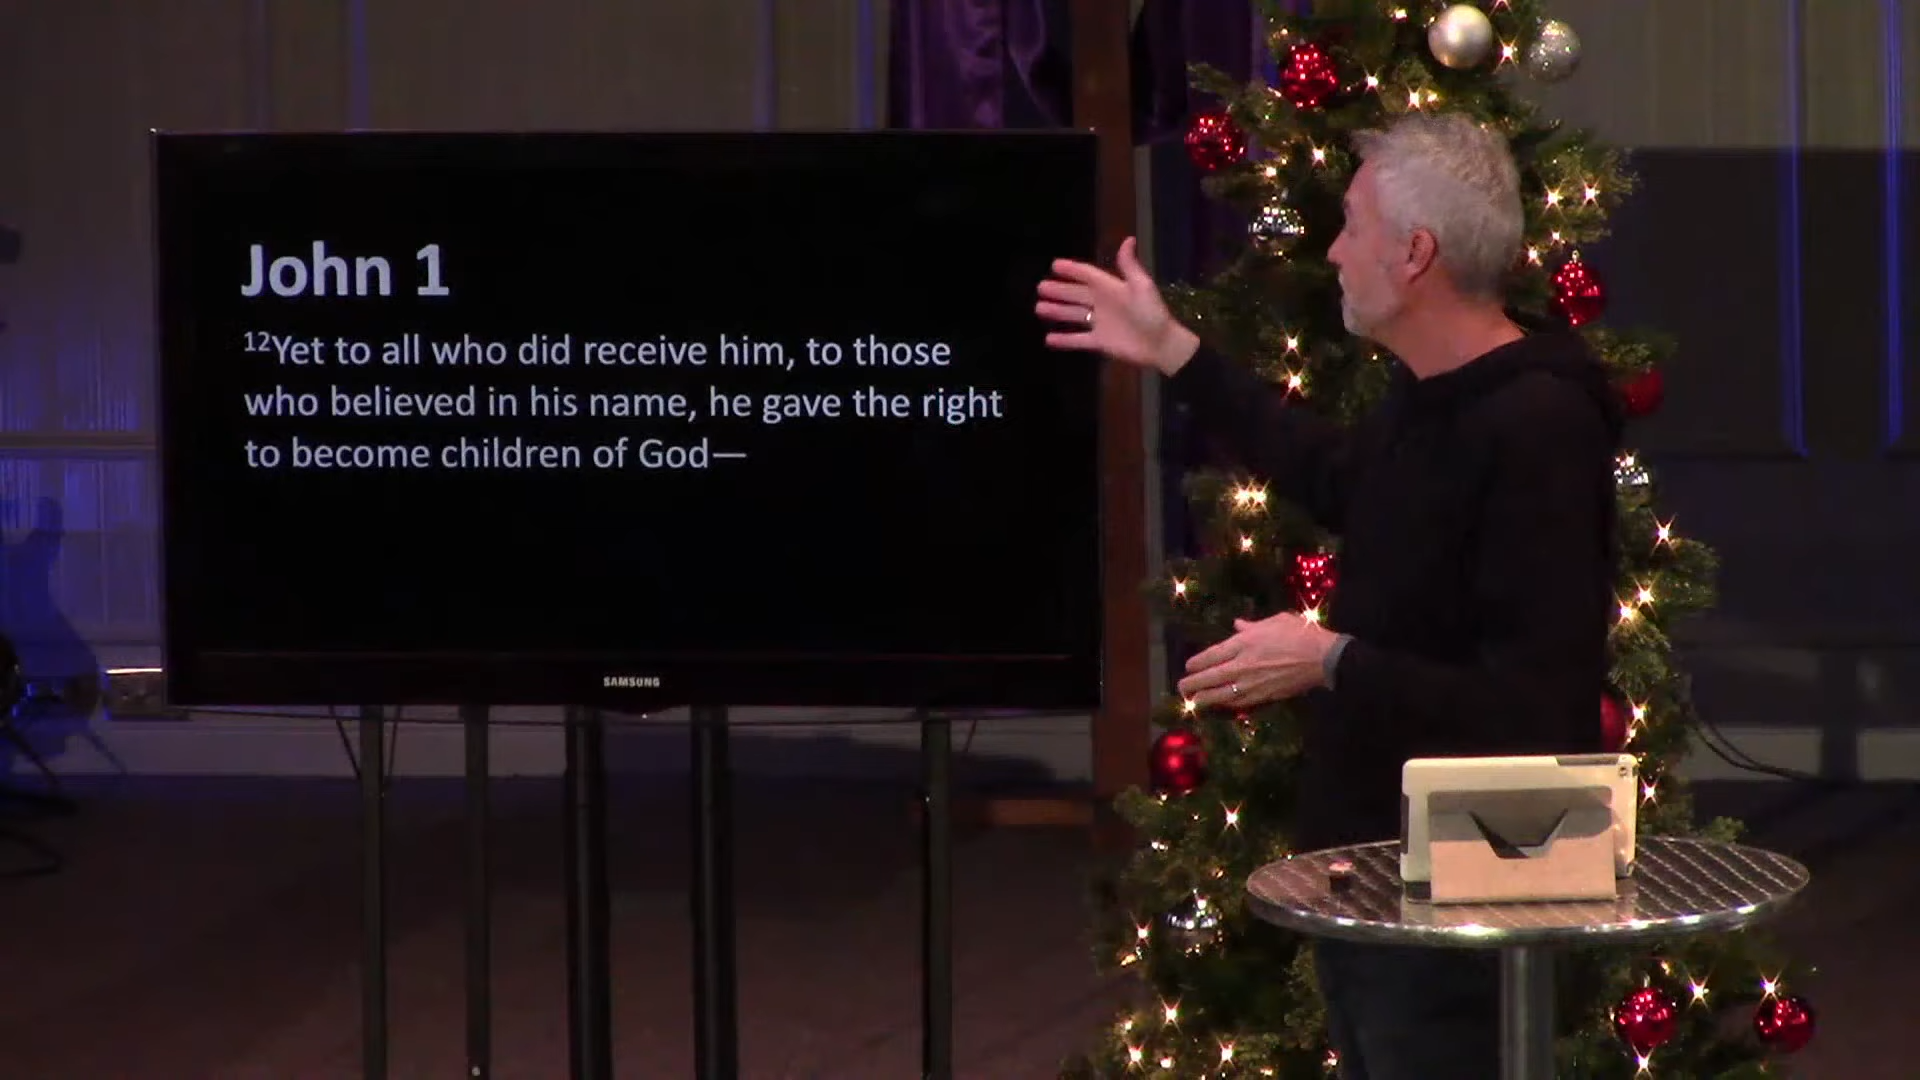 John 1
¹²Yet to all who did receive him, to those
who believed in his name, he gave the right
to become children of God—
SAMSUNG